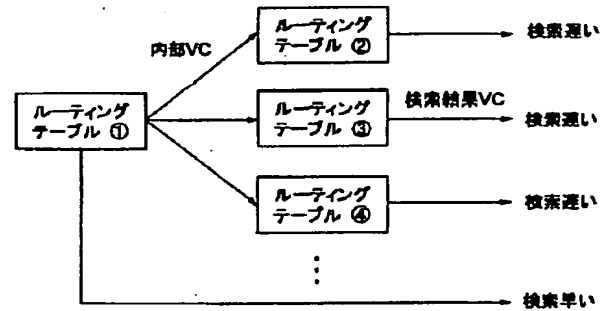 ルーティング
テーブル ②
検索遅い
内部VC
ルーティング
テーブル ①
ルーティング
テーブル ③
検索結果VC
検索遅い
ルーティング
テーブル ④
検索遅い
検索早い